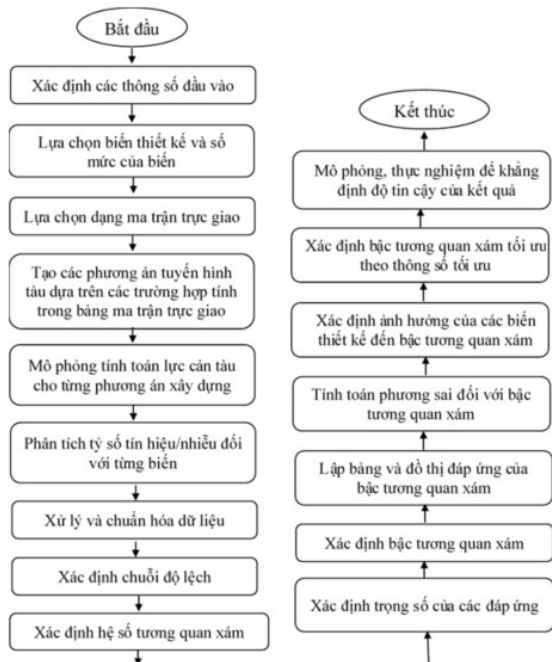 Bắt đầu
Xác định các thông số đầu vào
Lựa chọn biến thiết kế và số
mức của biến
Lựa chọn dạng ma trận trực giao
Tạo các phương án tuyến hình
tàu dựa trên các trường hợp tính
trong bảng ma trận trực giao
Mô phỏng tính toán lực cản tàu
cho từng phương án xây dựng
Phân tích tỷ số tín hiệu/nhiễu đối
với từng biến
Xử lý và chuẩn hóa dữ liệu
Xác định chuỗi độ lệch
Xác định hệ số tương quan xám
Kết thúc
Mô phỏng, thực nghiệm để khẳng
định độ tin cậy của kết quả
Xác định bậc tương quan xám tối ưu
theo thông số tối ưu
Xác định ảnh hưởng của các biến
thiết kế đến bậc tương quan xám
Tính toán phương sai đối với bậc
tương quan xám
Lập bảng và đồ thị đáp ứng của
bậc tương quan xám
Xác định bậc tương quan xám
Xác định trọng số của các đáp ứng